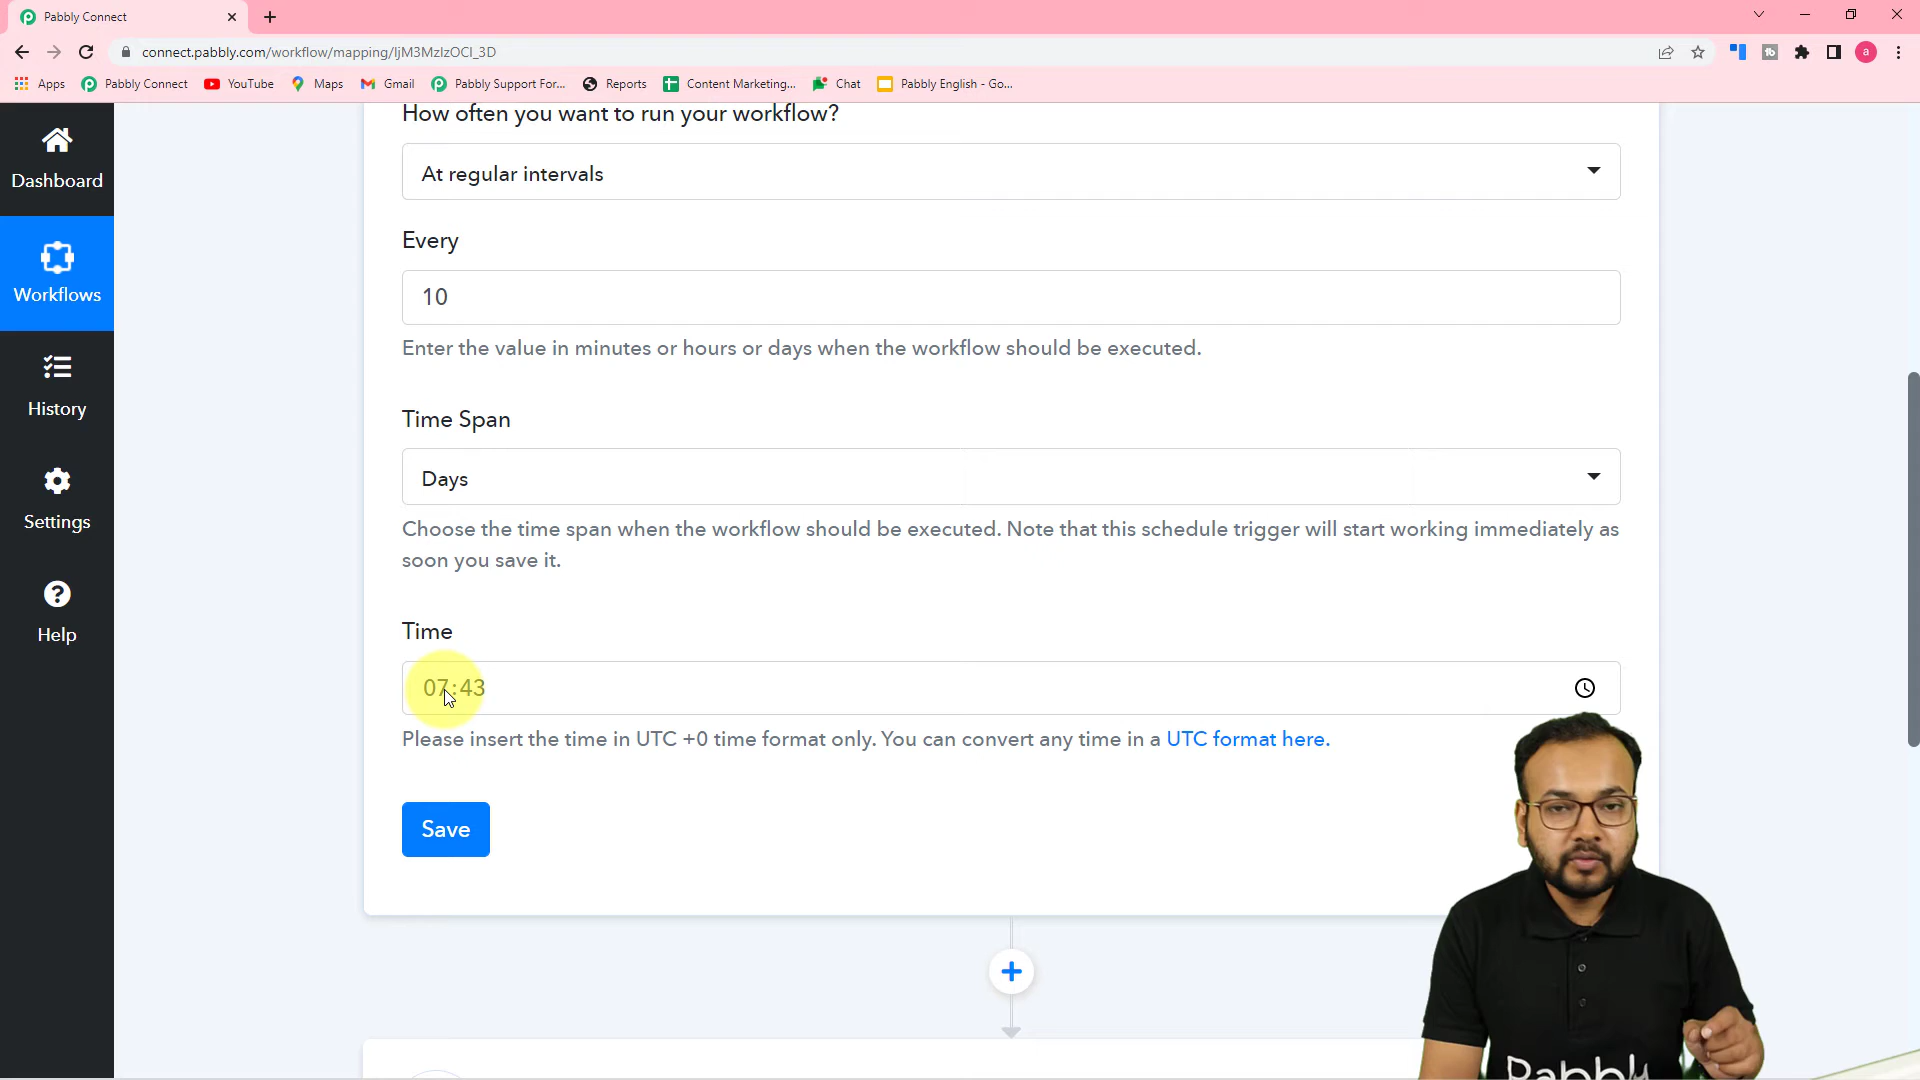 Pabbly Connect
connect.pabbly.com/workflow/mapping/IjM3MzIzOCI_3D
a
Apps
Pabbly Connect
YouTube
Maps
Gmail
Pabbly Support For...
Reports
Content Marketing...
Chat
Pabbly English - Go...
Dashboard
Workflows
History
Settings
Help
How often you want to run your workflow?
At regular intervals
Every
10
Enter the value in minutes or hours or days when the workflow should be executed.
Time Span
Days
Choose the time span when the workflow should be executed. Note that this schedule trigger will start working immediately as
soon you save it.
Time
07:43
Please insert the time in UTC +0 time format only. You can convert any time in a UTC format here.
Save
Pabbly